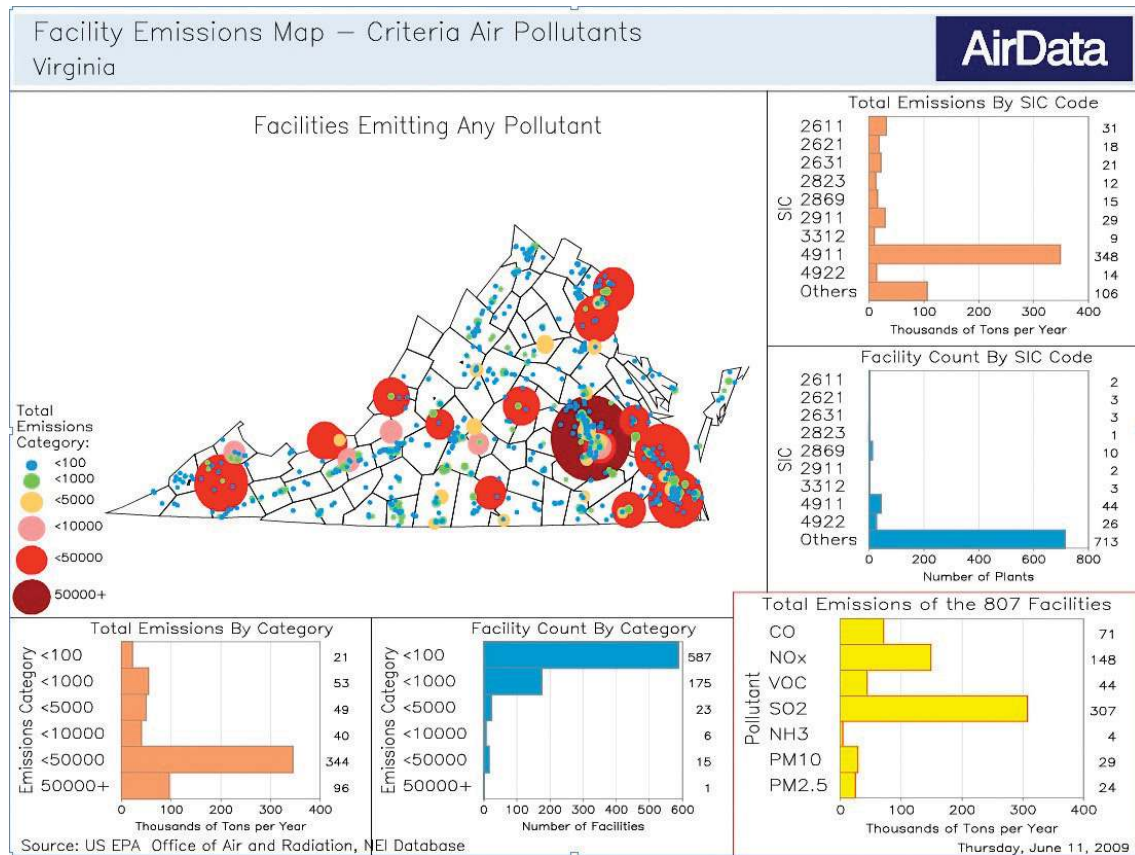 Facility Emissions Map – Criteria Air Pollutants
Virginia
AirData
Facilities Emitting Any Pollutant
Total
Emissions
Category:
<100
<1000
<5000
<10000
<50000
50000+
Total Emissions By SIC Code
SIC
2611 31
2621 18
2631 21
2823 12
2869 15
2911 29
3312 9
4911 348
4922 14
Others 106
0 100 200 300 400
Thousands of Tons per Year
Facility Count By SIC Code
SIC
2611 2
2621 3
2631 3
2823 1
2869 10
2911 2
3312 3
4911 44
4922 26
Others 713
0 200 400 600 800
Number of Plants
Total Emissions By Category
Emissions Category
<100 21
<1000 53
<5000 49
<10000 40
<50000 344
50000+ 96
0 100 200 300 400
Thousands of Tons per Year
Facility Count By Category
Emissions Category
<100 587
<1000 175
<5000 23
<10000 6
<50000 15
50000+ 1
0 100 200 300 400 500 600
Number of Facilities
Total Emissions of the 807 Facilities
Pollutant
CO 71
NOx 148
VOC 44
SO2 307
NH3 4
PM10 29
PM2.5 24
0 100 200 300 400
Thousands of Tons per Year
Source: US EPA Office of Air and Radiation, NEI Database
Thursday, June 11, 2009